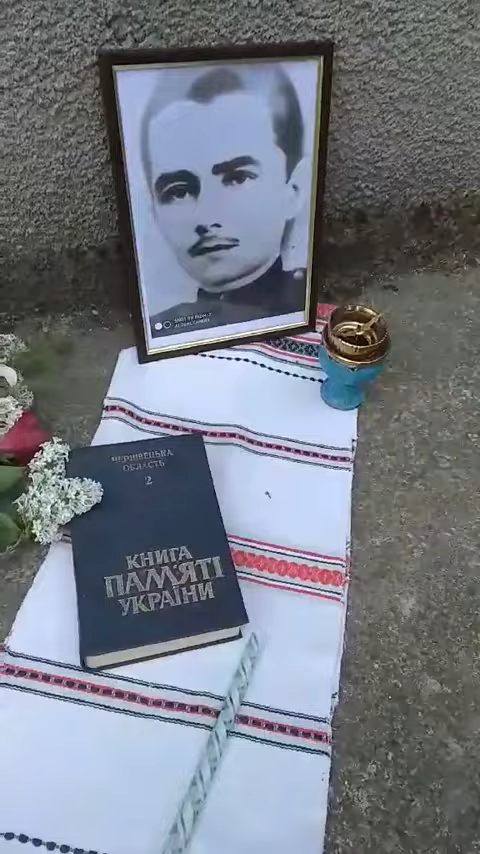 ЧЕРНІВЕЦЬКА
ОБЛАСТЬ
2
КНИГА
ПАМ'ЯТІ
УКРАЇНИ